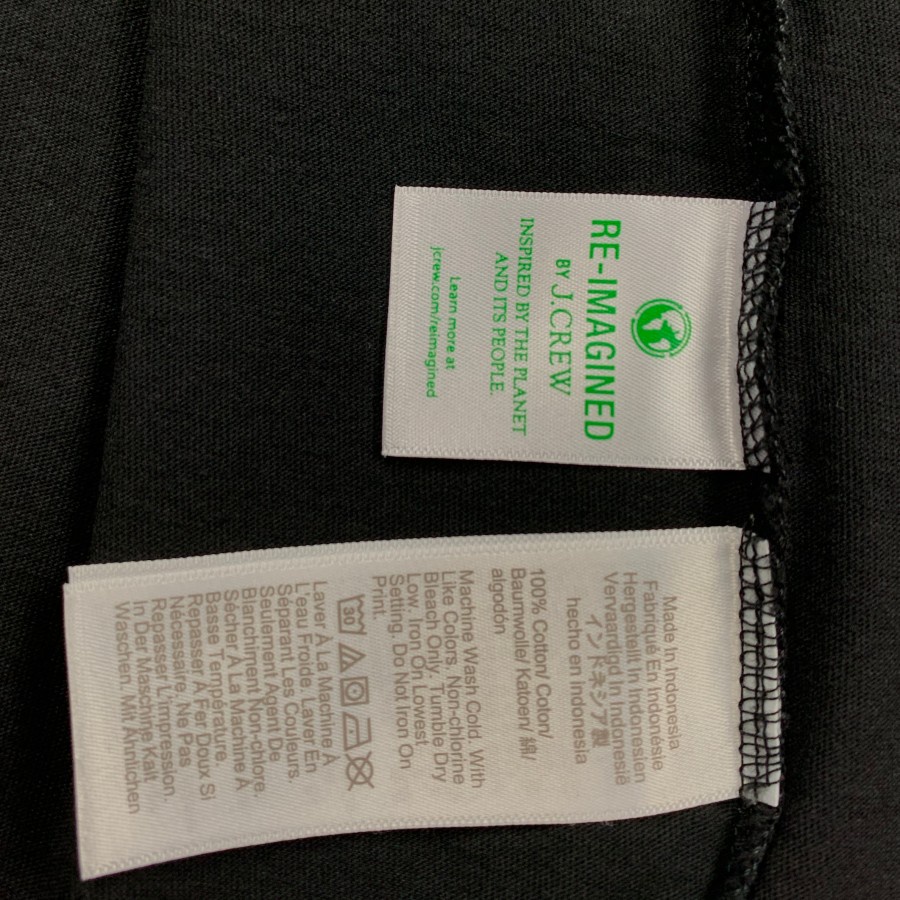 RE-IMAGINED
BY J.CREW
INSPIRED BY THE PLANET
AND ITS PEOPLE.
Learn more at
jcrew.com/reimagined
Made In Indonesia
Fabriqué En Indonésie
Hergestellt In Indonesien
Vervaardigd In Indonesië
インドネシア製
hecho en Indonesia
100% Cotton/ Coton/
Baumwolle/ Katoen/ 綿/
algodón
Machine Wash Cold. With
Like Colors. Non-chlorine
Bleach Only. Tumble Dry
Low. Iron On Lowest
Setting. Do Not Iron On
Print.
30
Laver À La Machine À
L'eau Froide. Laver En
Séparant Les Couleurs.
Seulement Agent De
Blanchiment Non-chlore.
Sécher À La Machine À
Basse Température.
Repasser À Fer Doux Si
Nécessaire. Ne Pas
Repasser L'impression.
In Der Maschine Kalt
Waschen. Mit Ähnlichen